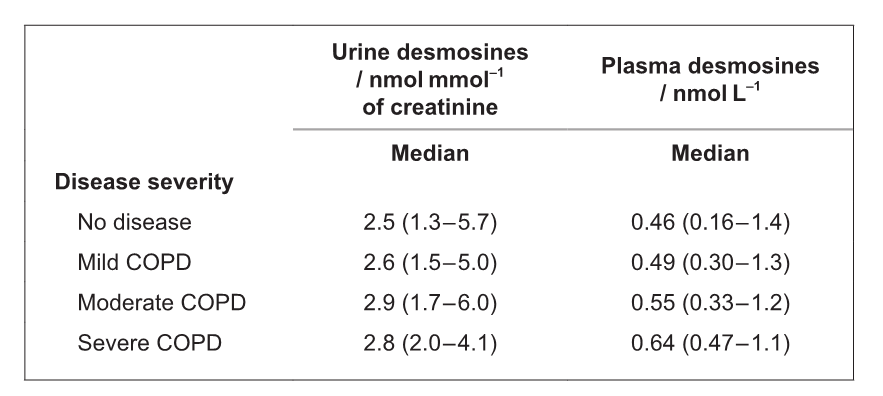 Urine desmosines
/ nmol mmol⁻¹
of creatinine
Plasma desmosines
/ nmol L⁻¹
Median Median
Disease severity
No disease 2.5 (1.3–5.7) 0.46 (0.16–1.4)
Mild COPD 2.6 (1.5–5.0) 0.49 (0.30–1.3)
Moderate COPD 2.9 (1.7–6.0) 0.55 (0.33–1.2)
Severe COPD 2.8 (2.0–4.1) 0.64 (0.47–1.1)